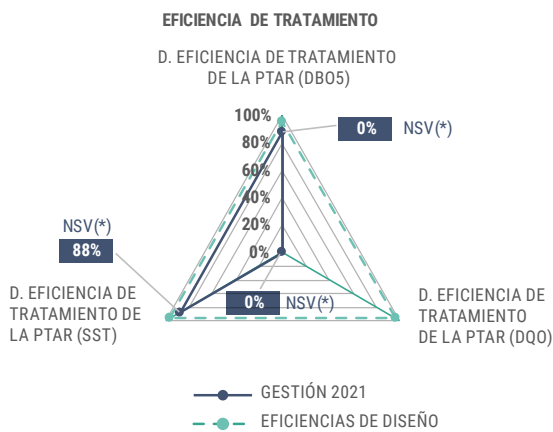 EFICIENCIA DE TRATAMIENTO
D. EFICIENCIA DE TRATAMIENTO
DE LA PTAR (DBO5)
100%
80%
60%
40%
20%
0%
0% NSV(*)
NSV(*)
88%
0% NSV(*)
D. EFICIENCIA DE
TRATAMIENTO DE
LA PTAR (SST)
D. EFICIENCIA DE
TRATAMIENTO
DE LA PTAR (DQO)
GESTIÓN 2021
EFICIENCIAS DE DISEÑO